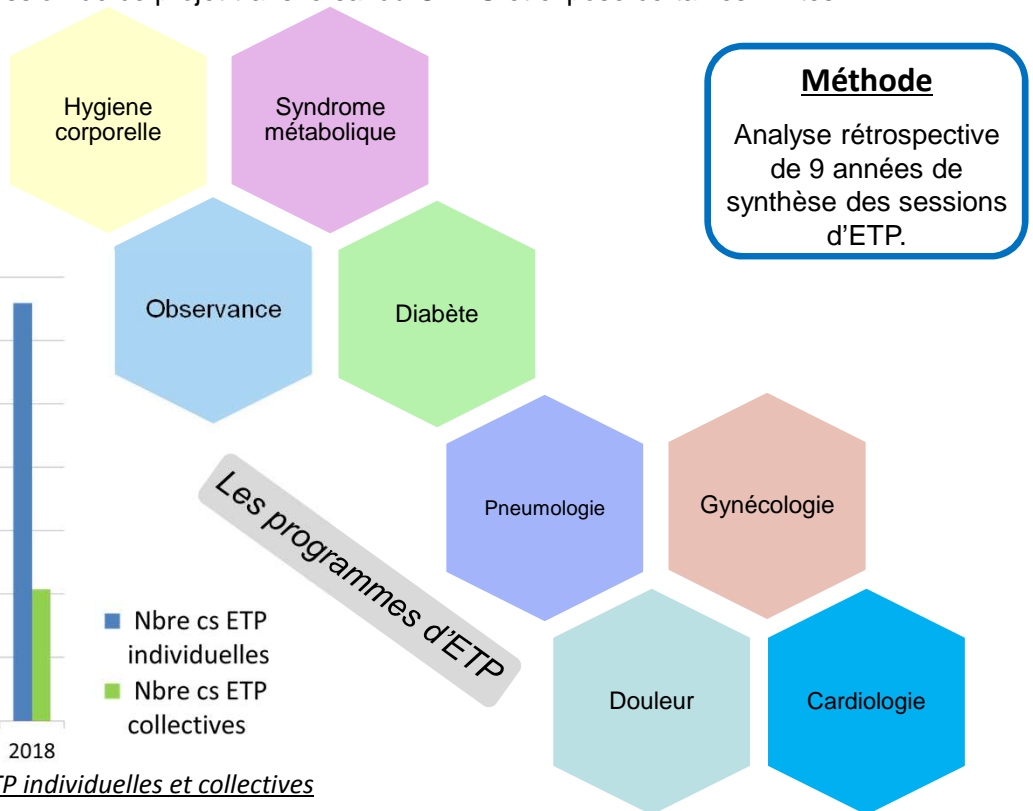 Méthode
Analyse rétrospective
de 9 années de
synthèse des sessions
d'ETP.
Hygiene
corporelle
Syndrome
métabolique
Observance
Diabète
Pneumologie
Gynécologie
Les programmes d'ETP
Douleur
Cardiologie
Nbre cs ETP
individuelles
Nbre cs ETP
collectives
2018
individuelles et collectives